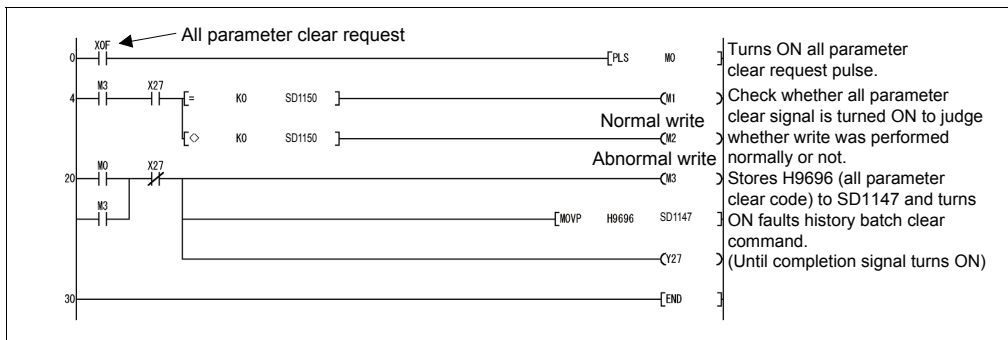 All parameter clear request
X0F
0
PLS M0
Turns ON all parameter
clear request pulse.
M3 X27
4
= K0 SD1150
M1
Check whether all parameter
clear signal is turned ON to judge
whether write was performed
normally or not.
Normal write
<> K0 SD1150
M2
Abnormal write
M0 X27
20
M3
Stores H9696 (all parameter
clear code) to SD1147 and turns
ON faults history batch clear
command.
(Until completion signal turns ON)
M3
MOVP H9696 SD1147
Y27
30
END